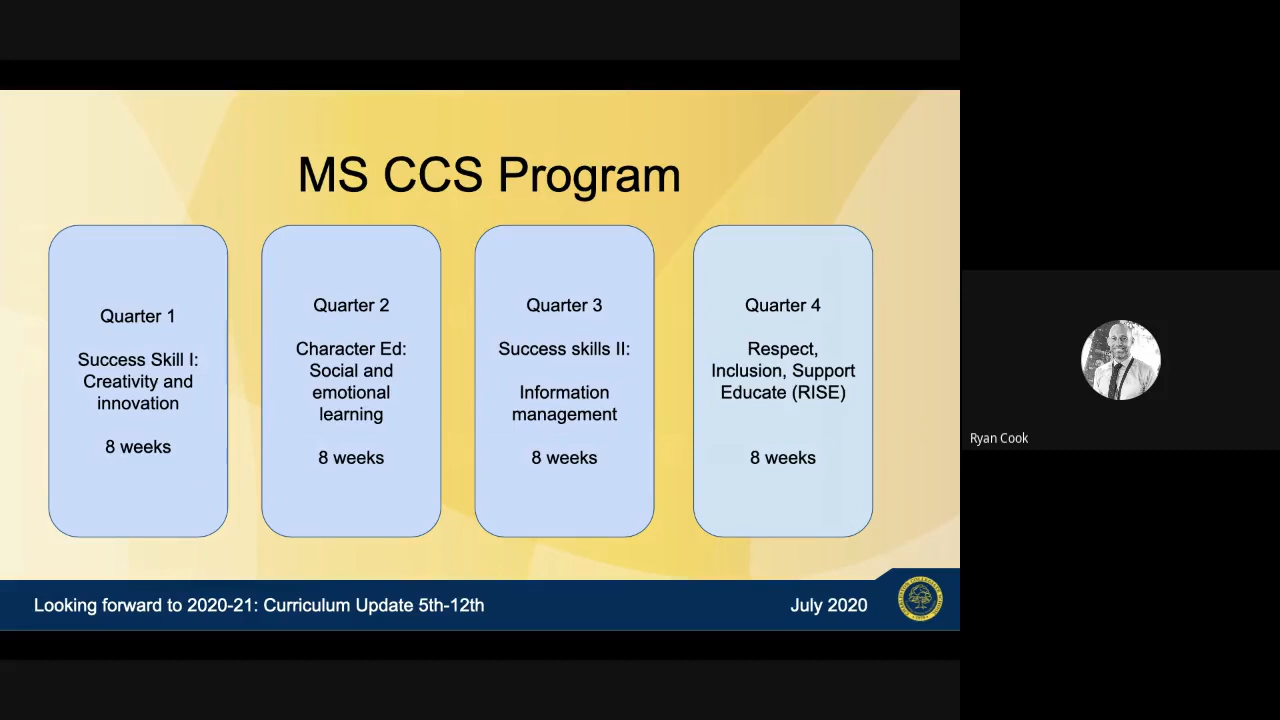 MS CCS Program
Quarter 1
Success Skill I:
Creativity and
innovation
8 weeks
Quarter 2
Character Ed:
Social and
emotional
learning
8 weeks
Quarter 3
Success skills II:
Information
management
8 weeks
Quarter 4
Respect,
Inclusion, Support
Educate (RISE)
8 weeks
Ryan Cook
Looking forward to 2020-21: Curriculum Update 5th-12th
July 2020